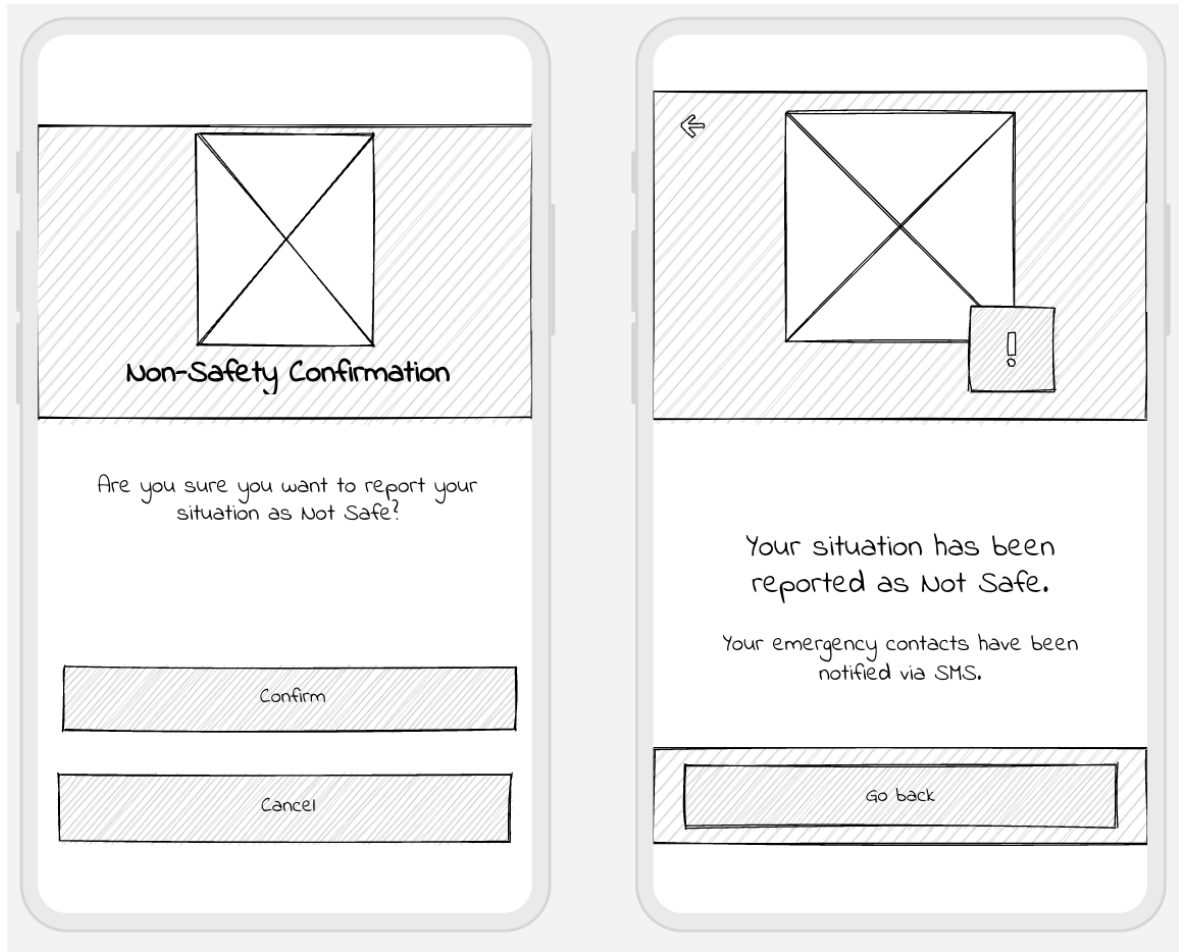 Non-Safety Confirmation
Are you sure you want to report your
situation as Not Safe?
Confirm
Cancel
!
Your situation has been
reported as Not Safe.
Your emergency contacts have been
notified via SMS.
Go back